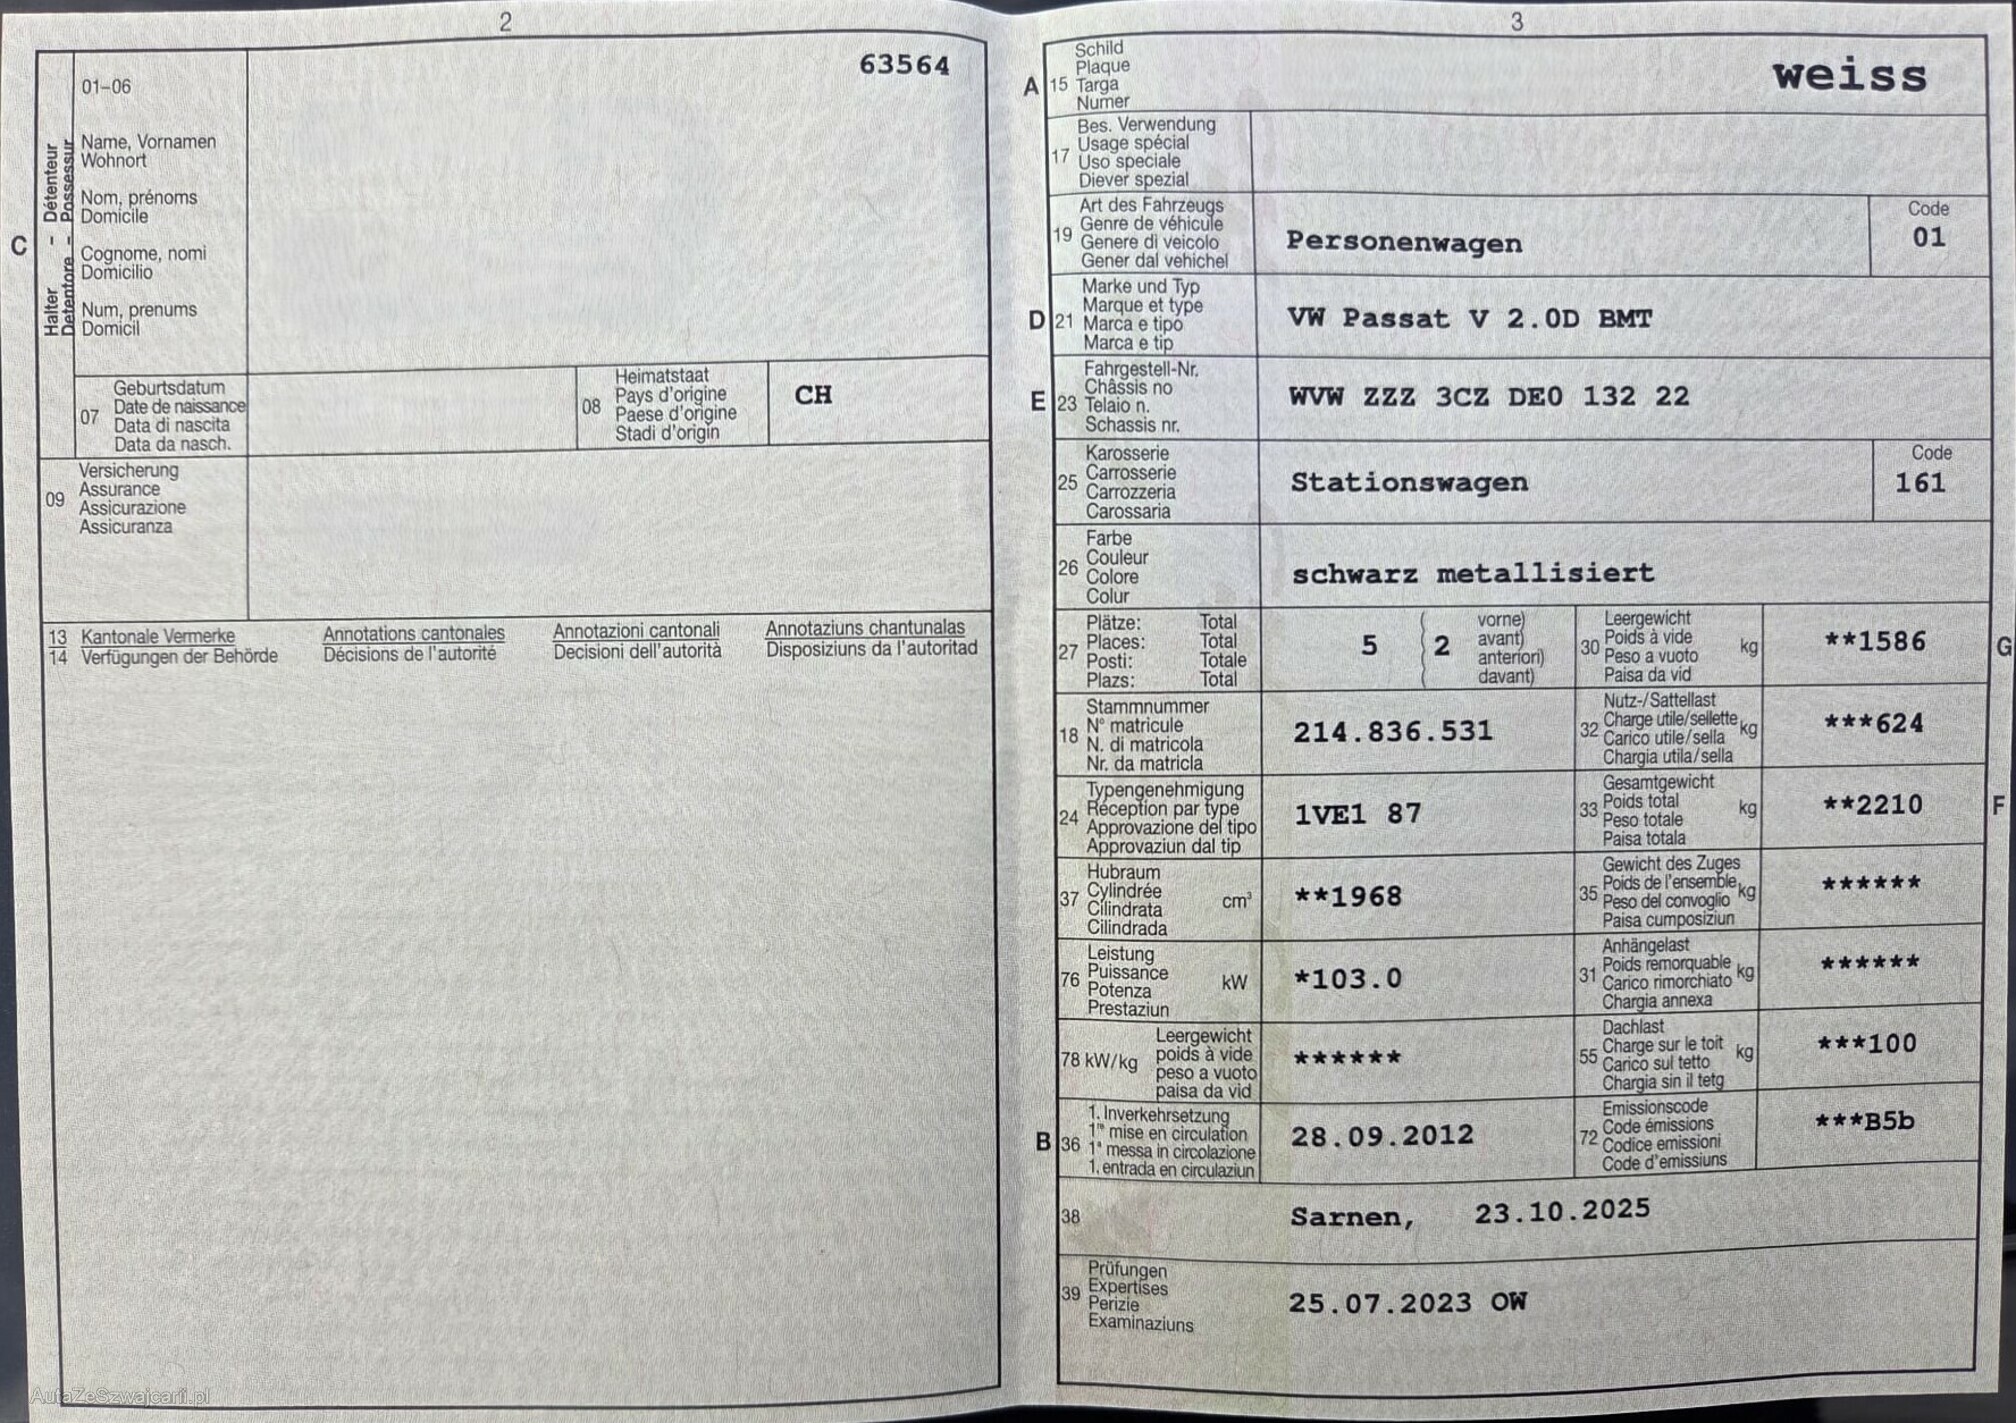 2
63564
01–06
C
Halter – Détenteur
Detentore – Possessur
Name, Vornamen
Wohnort
Nom, prénoms
Domicile
Cognome, nomi
Domicilio
Num, prenums
Domicil
07
Geburtsdatum
Date de naissance
Data di nascita
Data da nasch.
08
Heimatstaat
Pays d'origine
Paese d'origine
Stadi d'origin
CH
09
Versicherung
Assurance
Assicurazione
Assicuranza
13 Kantonale Vermerke Annotations cantonales Annotazioni cantonali Annotaziuns chantunalas
14 Verfügungen der Behörde Décisions de l'autorité Decisioni dell'autorità Disposiziuns da l'autoritad
3
A 15
Schild
Plaque
Targa
Numer
weiss
17
Bes. Verwendung
Usage spécial
Uso speciale
Diever spezial
19
Art des Fahrzeugs
Genre de véhicule
Genere di veicolo
Gener dal vehichel
Personenwagen
Code
01
D 21
Marke und Typ
Marque et type
Marca e tipo
Marca e tip
VW Passat V 2.0D BMT
E 23
Fahrgestell-Nr.
Châssis no
Telaio n.
Schassis nr.
WVW ZZZ 3CZ DE0 132 22
25
Karosserie
Carrosserie
Carrozzeria
Carossaria
Stationswagen
Code
161
26
Farbe
Couleur
Colore
Colur
schwarz metallisiert
27
Plätze: Total
Places: Total
Posti: Totale
Plazs: Total
5 ( 2
vorne)
avant)
anteriori)
davant)
30
Leergewicht
Poids à vide
Peso a vuoto
Paisa da vid
kg
**1586
G
18
Stammnummer
N° matricule
N. di matricola
Nr. da matricla
214.836.531
32
Nutz-/Sattellast
Charge utile/sellette
Carico utile/sella
Chargia utila/sella
kg
***624
24
Typengenehmigung
Réception par type
Approvazione del tipo
Approvaziun dal tip
1VE1 87
33
Gesamtgewicht
Poids total
Peso totale
Paisa totala
kg
**2210
F
37
Hubraum
Cylindrée
Cilindrata
Cilindrada
cm³
**1968
35
Gewicht des Zuges
Poids de l'ensemble
Peso del convoglio
Paisa cumposiziun
kg
******
76
Leistung
Puissance
Potenza
Prestaziun
kW
*103.0
31
Anhängelast
Poids remorquable
Carico rimorchiato
Chargia annexa
kg
******
78 kW/kg
Leergewicht
poids à vide
peso a vuoto
paisa da vid
******
55
Dachlast
Charge sur le toit
Carico sul tetto
Chargia sin il tetg
kg
***100
B 36
1. Inverkehrsetzung
1re mise en circulation
1a messa in circolazione
1. entrada en circulaziun
28.09.2012
72
Emissionscode
Code émissions
Codice emissioni
Code d'emissiuns
***B5b
38
Sarnen, 23.10.2025
39
Prüfungen
Expertises
Perizie
Examinaziuns
25.07.2023 OW
AutaZeSzwajcarii.pl